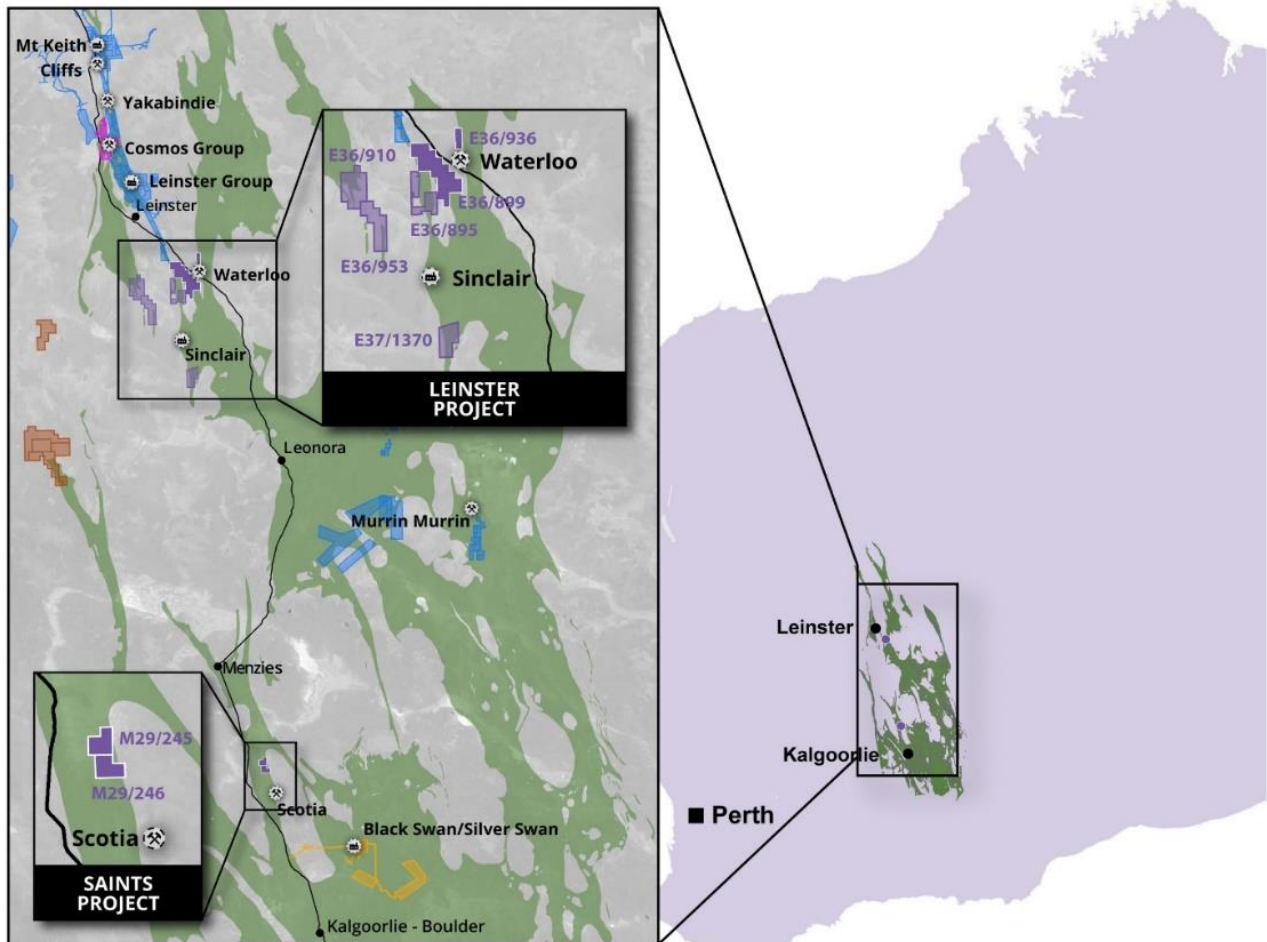 Mt Keith
Cliffs
Yakabindie
Cosmos Group
Leinster Group
Leinster
Waterloo
Sinclair
E36/936
E36/910
Waterloo
E36/899
E36/895
E36/953
Sinclair
E37/1370
LEINSTER
PROJECT
Leonora
Murrin Murrin
Menzies
M29/245
M29/246
Scotia
SAINTS
PROJECT
Scotia
Black Swan/Silver Swan
Kalgoorlie - Boulder
Leinster
Kalgoorlie
Perth